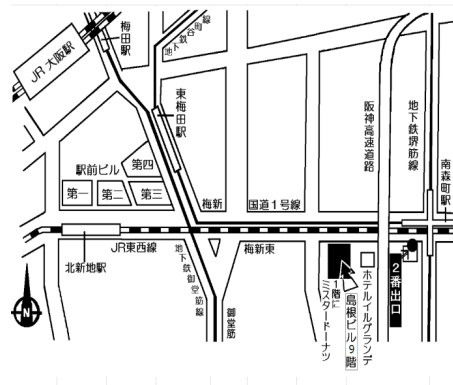 JR 大阪駅
梅田駅
地下鉄谷町線
東梅田駅
駅前ビル
第四
第一
第二
第三
梅新
国道1号線
阪神高速道路
地下鉄堺筋線
南森町駅
JR東西線
北新地駅
地下鉄御堂筋線
御堂筋
梅新東
1階に
ミスタードーナツ
島根ビル9階
ホテルイルグランデ
2番出口
N